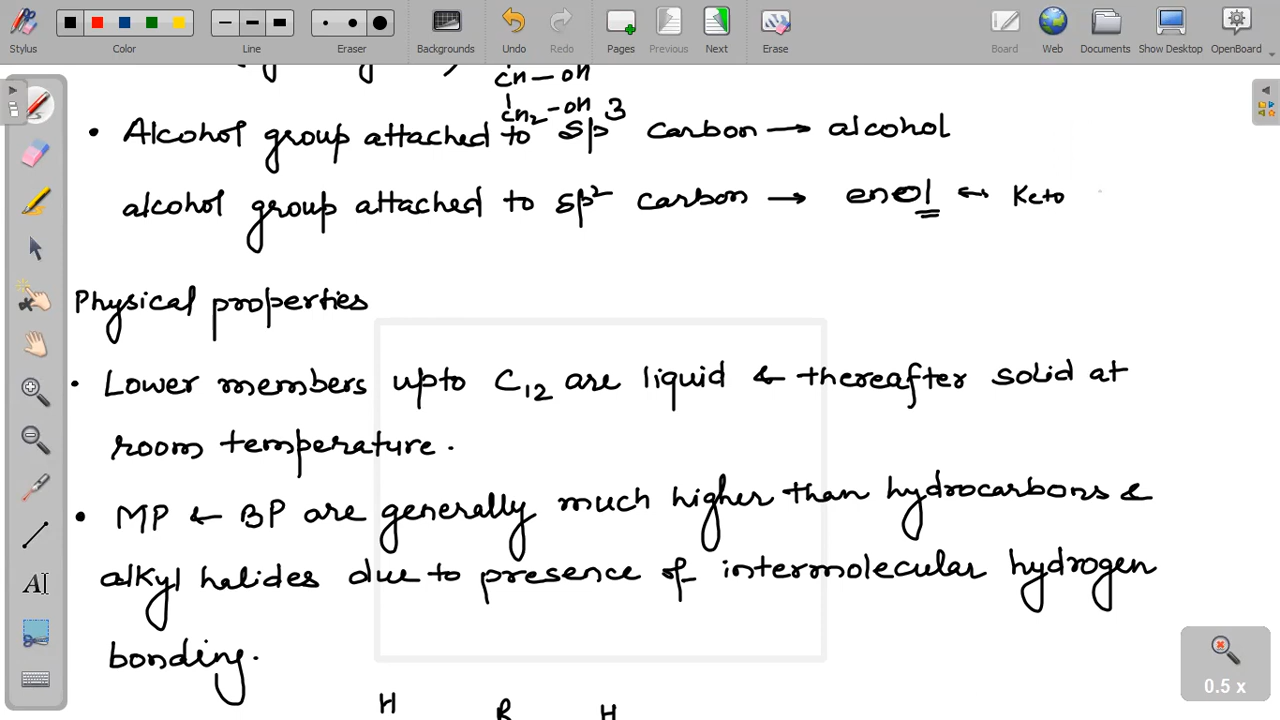 Stylus Color Line Eraser Backgrounds Undo Redo Pages Previous Next Erase Board Web Documents Show Desktop OpenBoard
CH — OH
CH2 - OH
• Alcohol group attached to sp3 carbon → alcohol
alcohol group attached to sp2 carbon → enol ↔ Keto
Physical properties
• Lower members upto C12 are liquid & thereafter solid at
room temperature.
• MP & BP are generally much higher than hydrocarbons &
alkyl halides due to presence of intermolecular hydrogen
bonding.
H R H
0.5 x